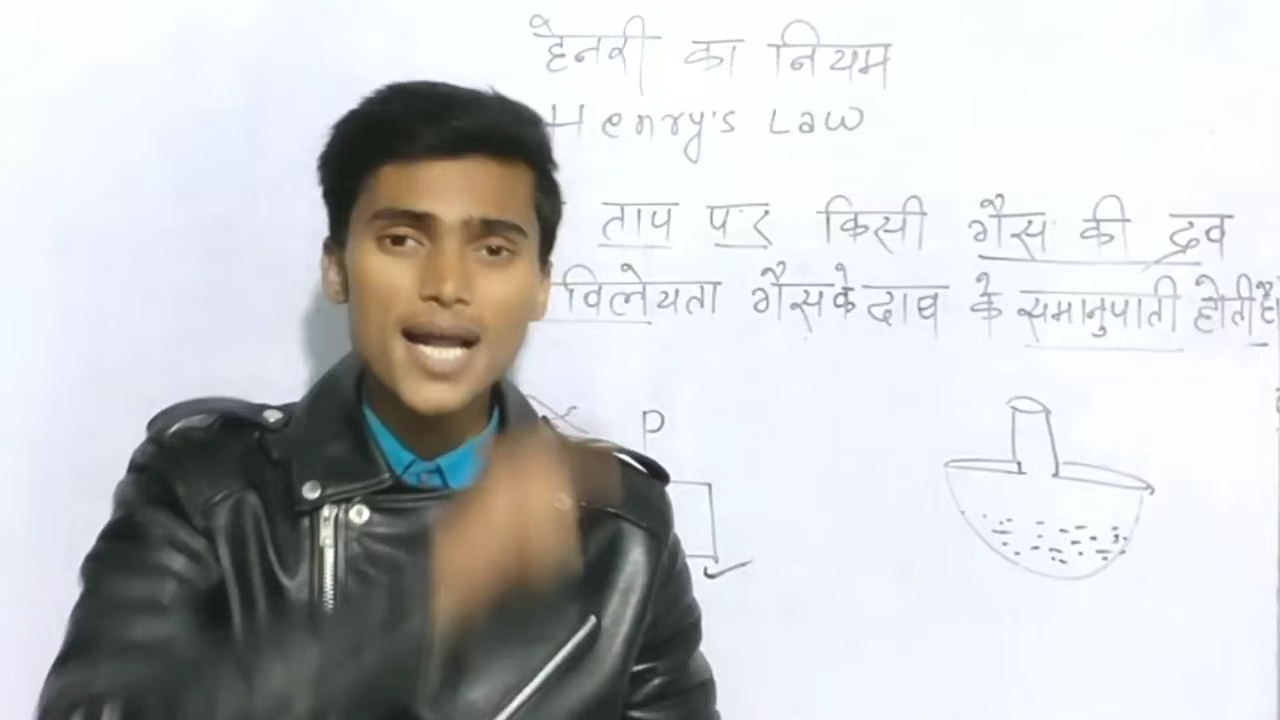 हेनरी का नियम
Henry's Law
ताप पर किसी गैस की द्रव
विलेयता गैस के दाब के समानुपाती होती है
P